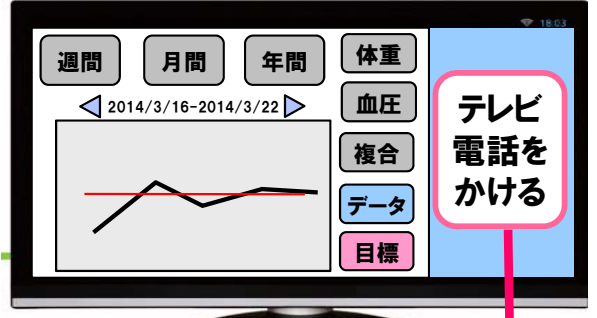 18:03
週間 月間 年間
体重
2014/3/16-2014/3/22
血圧
複合
データ
目標
テレビ
電話を
かける